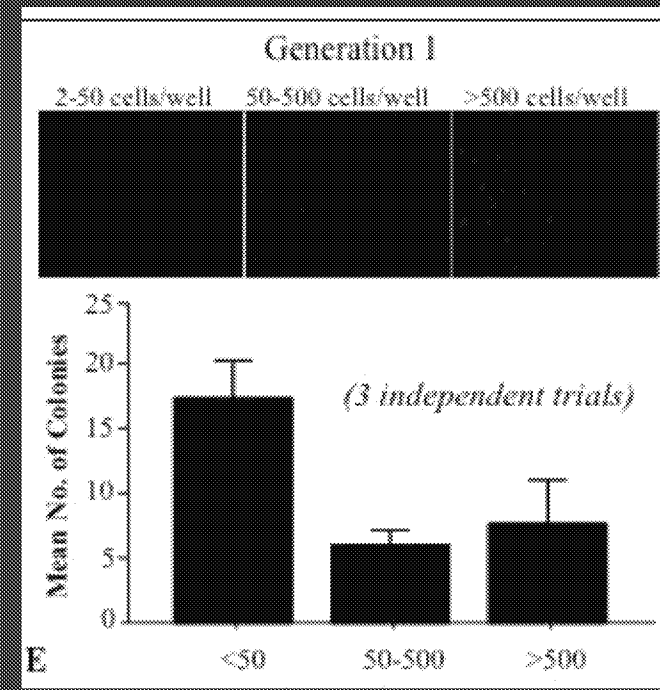 Generation 1
2-50 cells/well 50-500 cells/well >500 cells/well
25
20
15
10
5
0
Mean No. of Colonies
(3 independent trials)
<50 50-500 >500
E